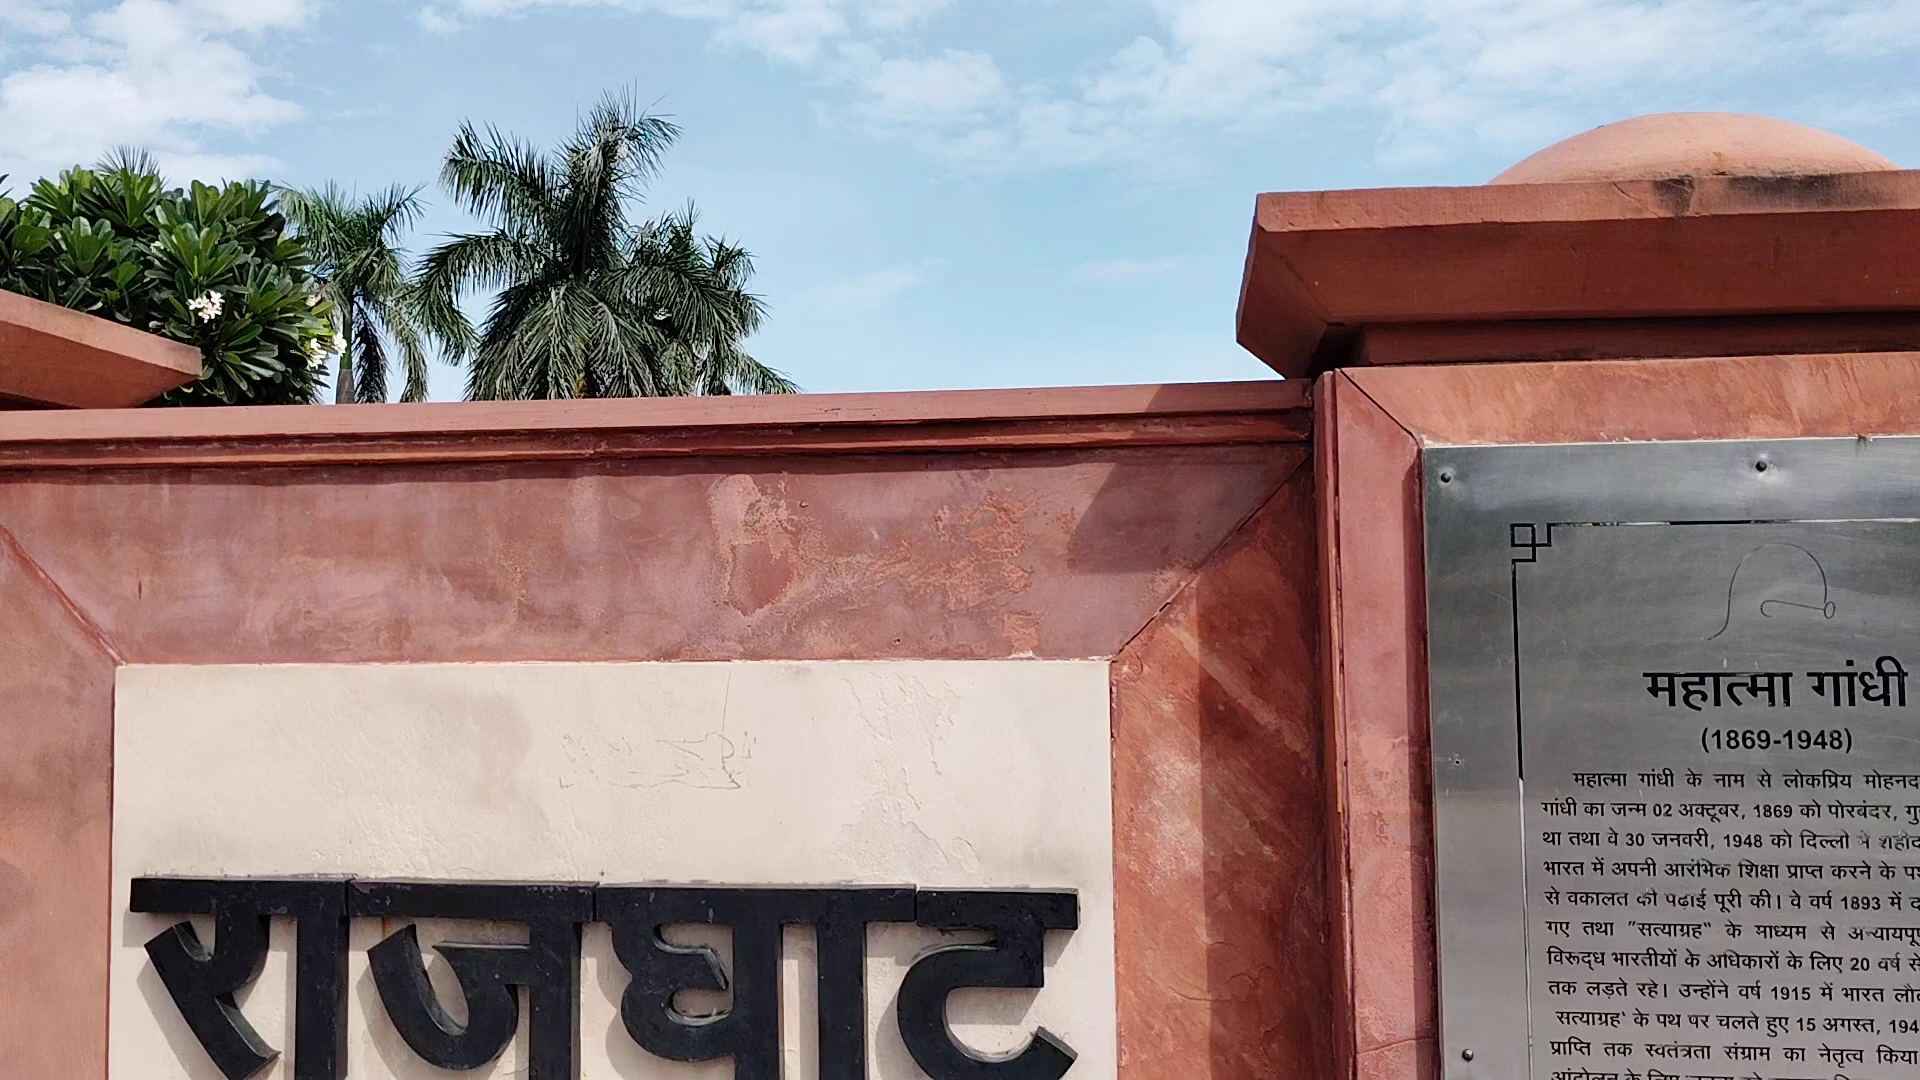 राजघाट
महात्मा गांधी
(1869-1948)
महात्मा गांधी के नाम से लोकप्रिय
गांधी का जन्म 02 अक्टूबर, 1869 को पोरबंदर,
था तथा वे 30 जनवरी, 1948 को दिल्ली में
भारत में अपनी आरंभिक शिक्षा प्राप्त करने के
से वकालत की पढ़ाई पूरी की। वे वर्ष 1893 में
गए तथा "सत्याग्रह" के माध्यम से
विरूद्ध भारतीयों के अधिकारों के लिए 20 वर्ष
तक लड़ते रहे। उन्होंने वर्ष 1915 में भारत
सत्याग्रह' के पथ पर चलते हुए 15 अगस्त,
प्राप्ति तक स्वतंत्रता संग्राम का नेतृत्व किया